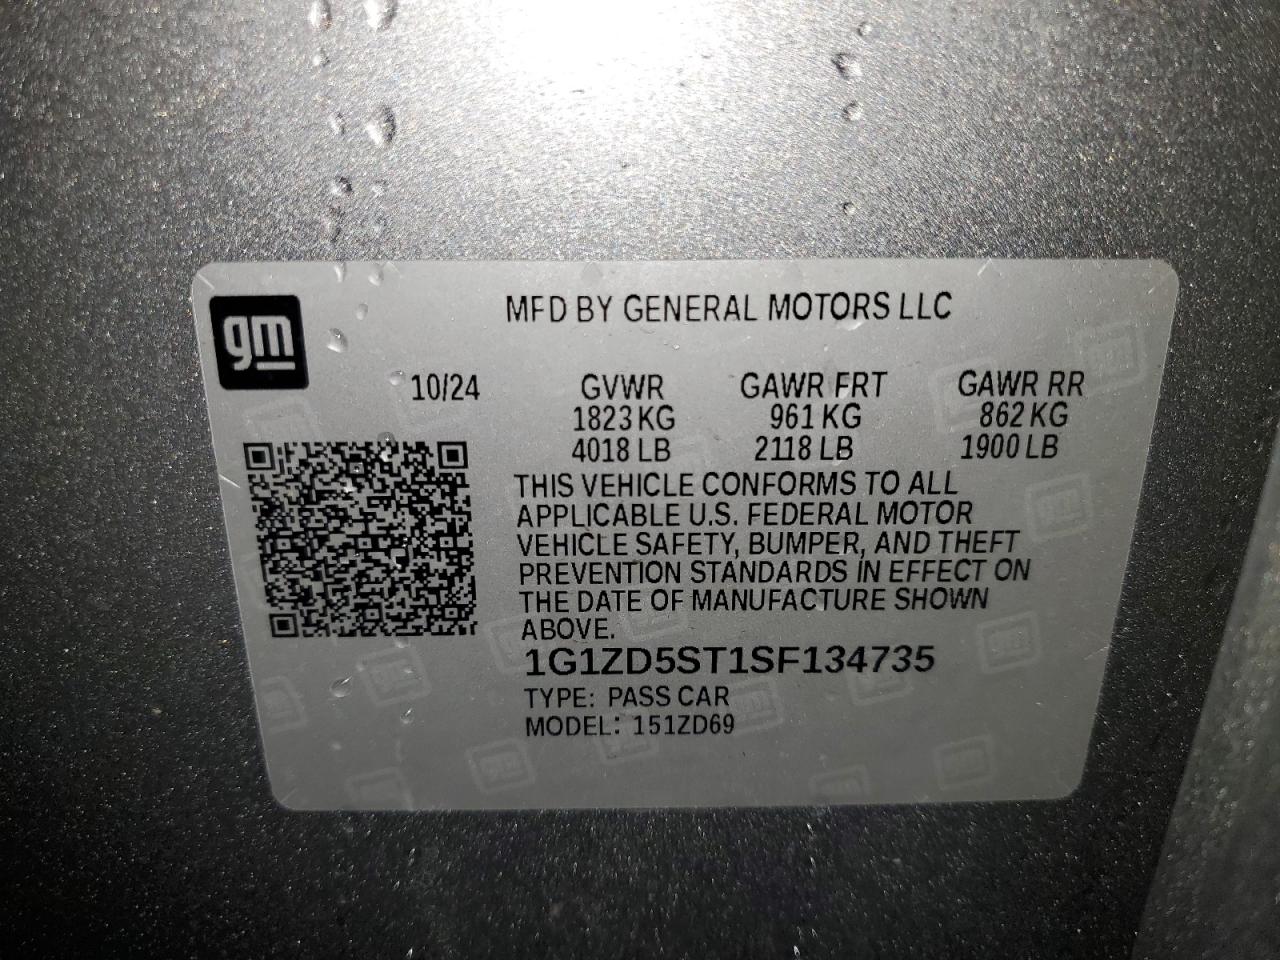 gm
MFD BY GENERAL MOTORS LLC
10/24 GVWR GAWR FRT GAWR RR
1823 KG 961 KG 862 KG
4018 LB 2118 LB 1900 LB
THIS VEHICLE CONFORMS TO ALL
APPLICABLE U.S. FEDERAL MOTOR
VEHICLE SAFETY, BUMPER, AND THEFT
PREVENTION STANDARDS IN EFFECT ON
THE DATE OF MANUFACTURE SHOWN
ABOVE.
1G1ZD5ST1SF134735
TYPE: PASS CAR
MODEL: 151ZD69